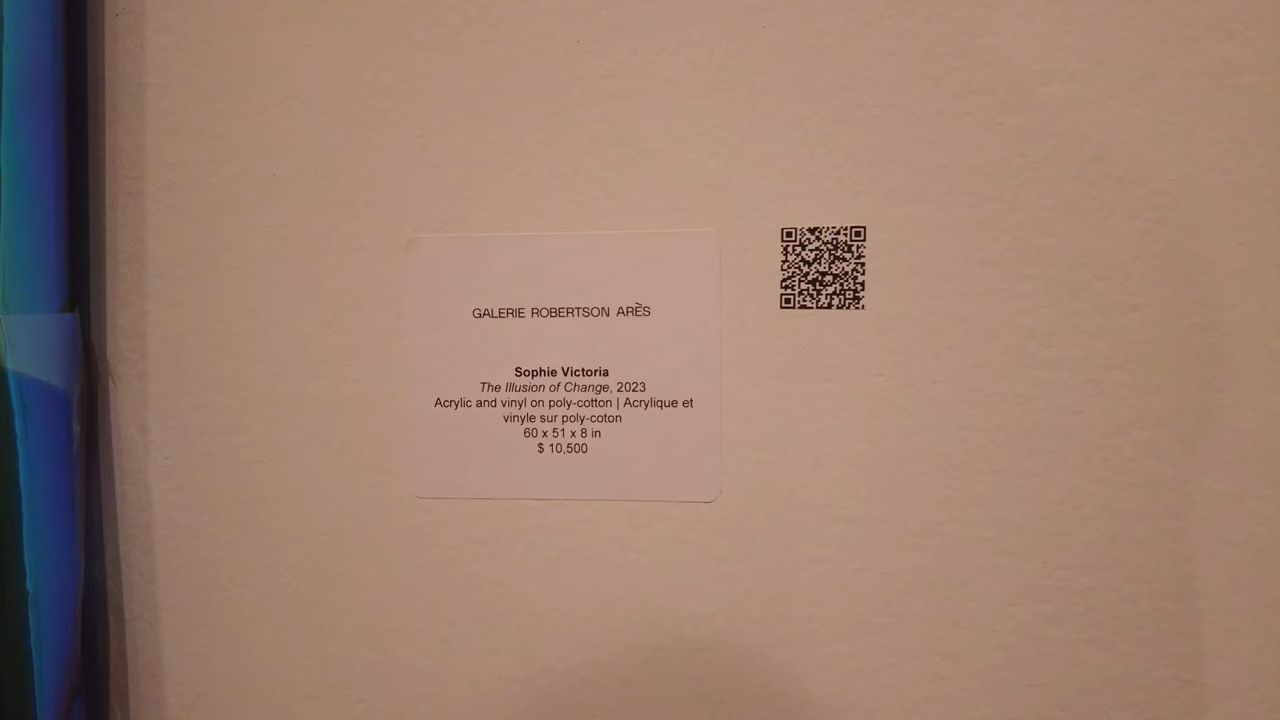 GALERIE ROBERTSON ARÈS
Sophie Victoria
The Illusion of Change, 2023
Acrylic and vinyl on poly-cotton | Acrylique et
vinyle sur poly-coton
60 x 51 x 8 in
$ 10,500